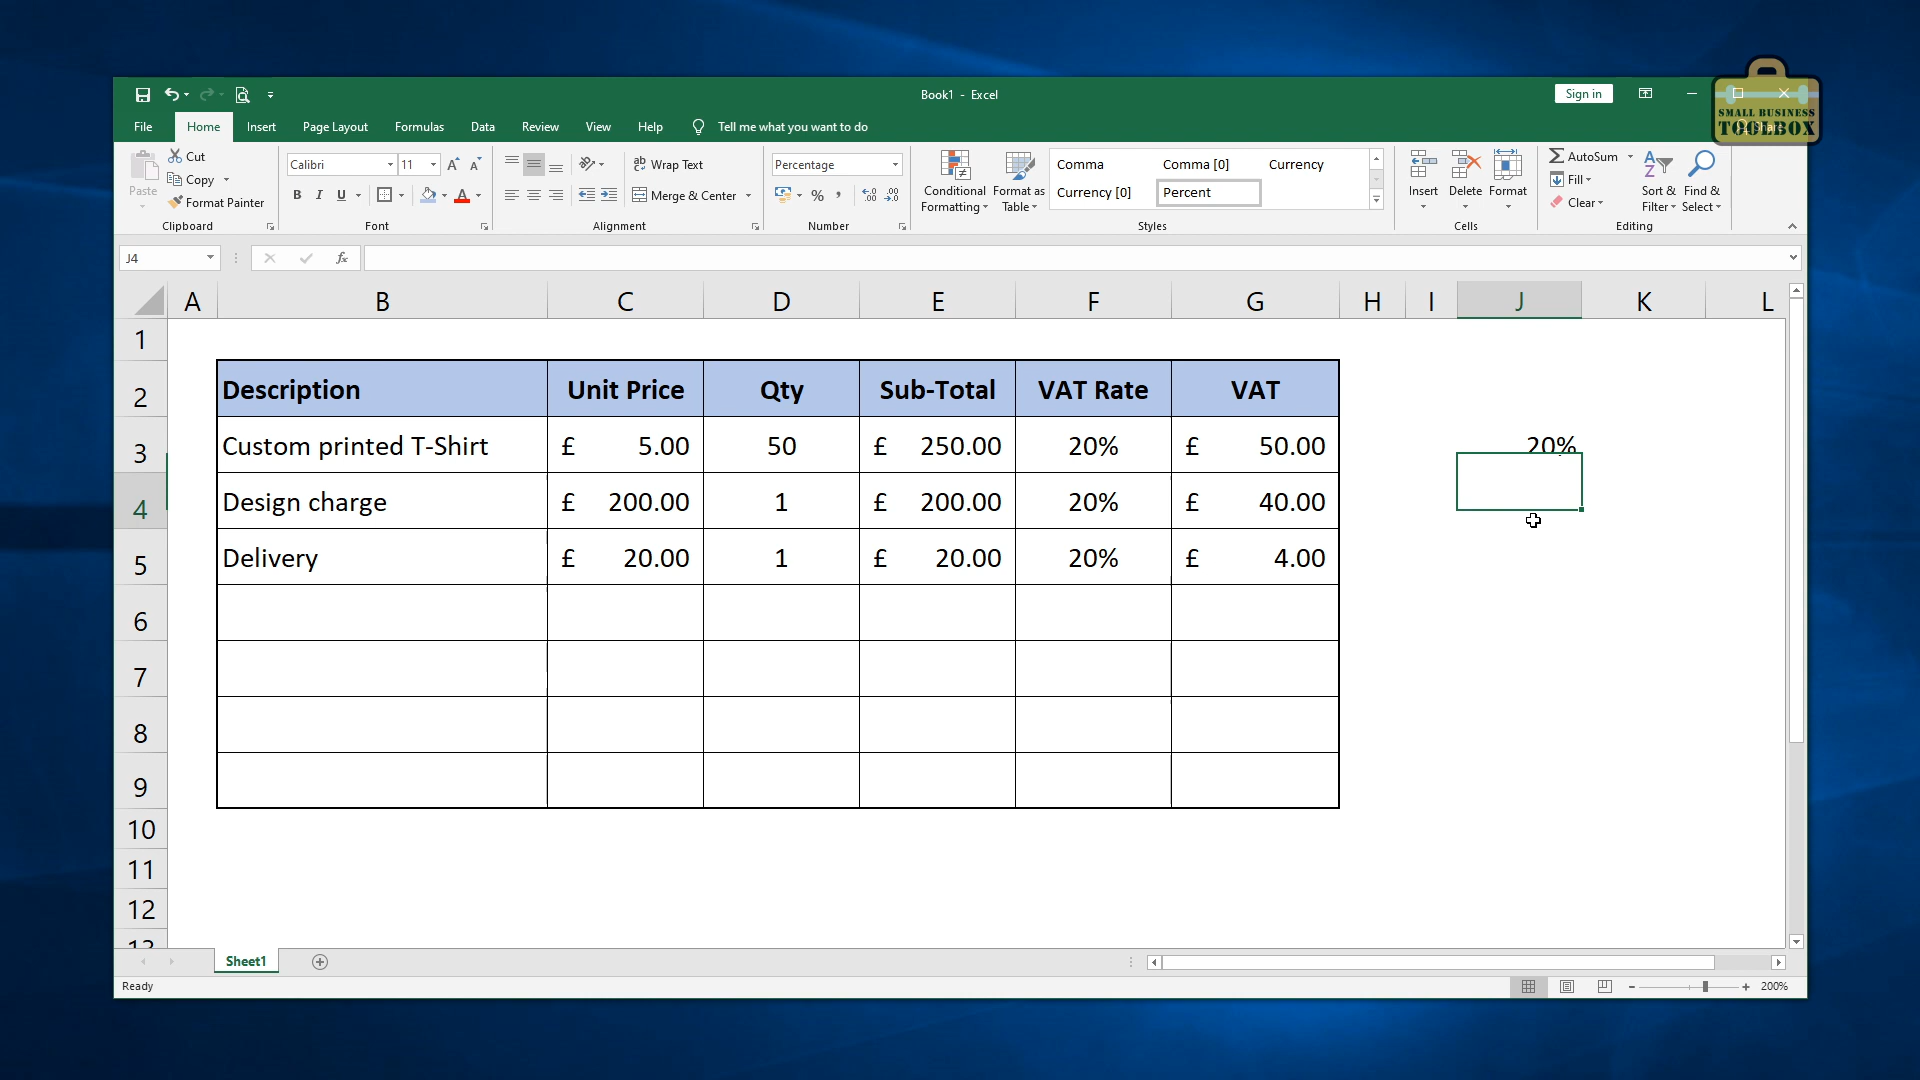 Book1 - Excel
Sign in
SMALL BUSINESS
TOOLBOX
File Home Insert Page Layout Formulas Data Review View Help Tell me what you want to do
Paste
Cut
Copy
Format Painter
Clipboard
Calibri 11
B I U
Font
Wrap Text
Merge & Center
Alignment
Percentage
%
Number
Conditional Formatting
Format as Table
Comma Comma [0] Currency
Currency [0] Percent
Styles
Insert Delete Format
Cells
AutoSum
Fill
Clear
Sort & Filter
Find & Select
Editing
J4
fx
A B C D E F G H I J K L
1
2 Description Unit Price Qty Sub-Total VAT Rate VAT
3 Custom printed T-Shirt £ 5.00 50 £ 250.00 20% £ 50.00 20%
4 Design charge £ 200.00 1 £ 200.00 20% £ 40.00
5 Delivery £ 20.00 1 £ 20.00 20% £ 4.00
6
7
8
9
10
11
12
13
Sheet1
Ready
200%